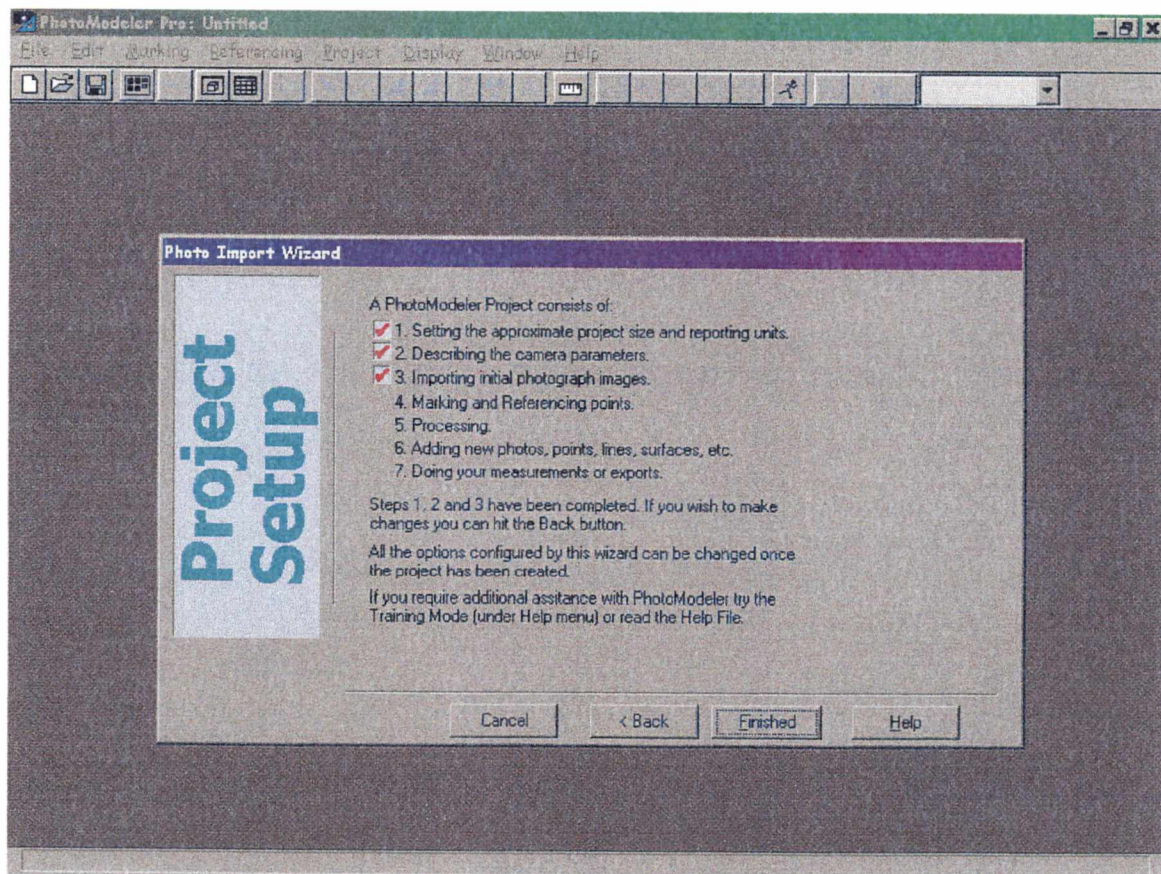 PhotoModeler Pro: Untitled
File Edit Marking Referencing Project Display Window Help
Photo Import Wizard
Project
Setup
A PhotoModeler Project consists of:
1. Setting the approximate project size and reporting units.
2. Describing the camera parameters.
3. Importing initial photograph images.
4. Marking and Referencing points.
5. Processing.
6. Adding new photos, points, lines, surfaces, etc.
7. Doing your measurements or exports.
Steps 1, 2 and 3 have been completed. If you wish to make
changes you can hit the Back button.
All the options configured by this wizard can be changed once
the project has been created.
If you require additional assitance with PhotoModeler try the
Training Mode (under Help menu) or read the Help File.
Cancel < Back Finished Help